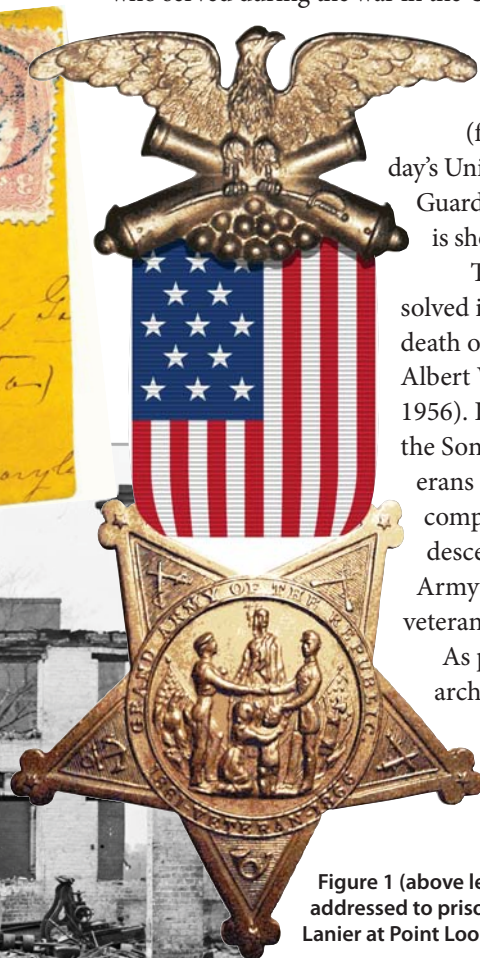 who served during the war in the
(f
day's Uni
Guard
is sh
T
solved i
death o
Albert
1956). I
the Son
erans
comp
desce
Army
veteran
As p
arch
GRAND ARMY OF THE REPUBLIC
1861 VETERAN 1866
Figure 1 (above le
addressed to priso
Lanier at Point Loo